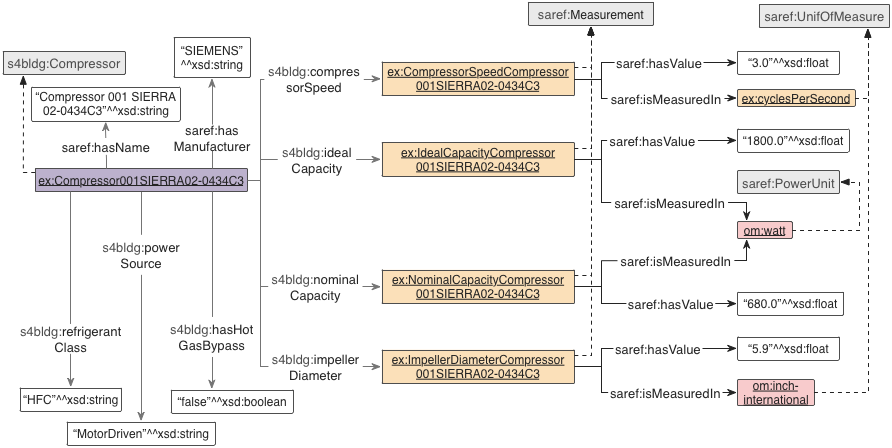 saref:Measurement
saref:UnifOfMeasure
s4bldg:Compressor
“SIEMENS”
^^xsd:string
“Compressor 001 SIERRA
02-0434C3”^^xsd:string
saref:hasName
saref:has
Manufacturer
ex:Compressor001SIERRA02-0434C3
s4bldg:compres
sorSpeed
ex:CompressorSpeedCompressor
001SIERRA02-0434C3
saref:hasValue
“3.0”^^xsd:float
saref:isMeasuredIn
ex:cyclesPerSecond
s4bldg:ideal
Capacity
ex:IdealCapacityCompressor
001SIERRA02-0434C3
saref:hasValue
“1800.0”^^xsd:float
saref:PowerUnit
saref:isMeasuredIn
om:watt
s4bldg:power
Source
saref:isMeasuredIn
s4bldg:nominal
Capacity
ex:NominalCapacityCompressor
001SIERRA02-0434C3
saref:hasValue
“680.0”^^xsd:float
s4bldg:refrigerant
Class
s4bldg:hasHot
GasBypass
s4bldg:impeller
Diameter
ex:ImpellerDiameterCompressor
001SIERRA02-0434C3
saref:hasValue
“5.9”^^xsd:float
saref:isMeasuredIn
om:inch-
international
“HFC”^^xsd:string
“false”^^xsd:boolean
“MotorDriven”^^xsd:string